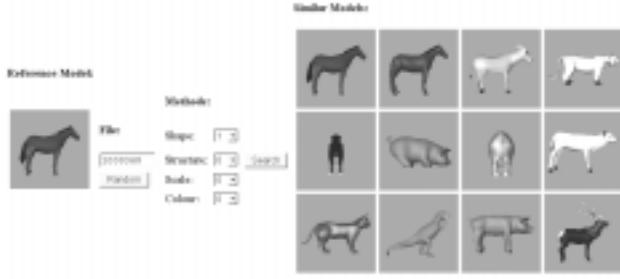 Similar Models:
Reference Model:
Methods:
File:
Shape:
Structure: Search
Random
Scale:
Colour: